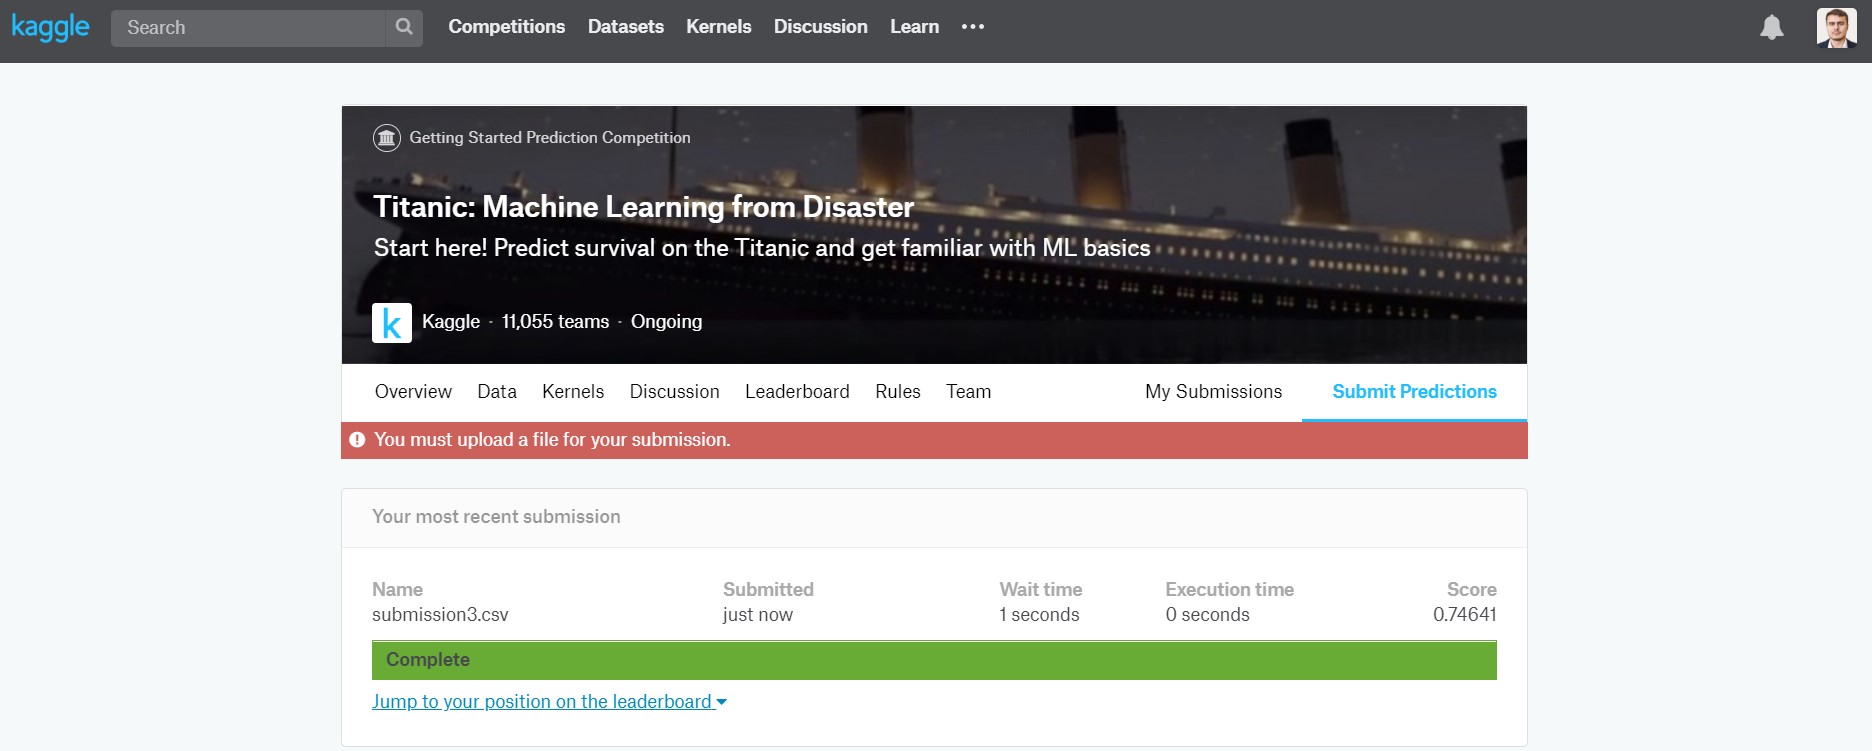 kaggle Search Competitions Datasets Kernels Discussion Learn
Getting Started Prediction Competition
Titanic: Machine Learning from Disaster
Start here! Predict survival on the Titanic and get familiar with ML basics
k Kaggle · 11,055 teams · Ongoing
Overview Data Kernels Discussion Leaderboard Rules Team My Submissions Submit Predictions
You must upload a file for your submission.
Your most recent submission
Name Submitted Wait time Execution time Score
submission3.csv just now 1 seconds 0 seconds 0.74641
Complete
Jump to your position on the leaderboard